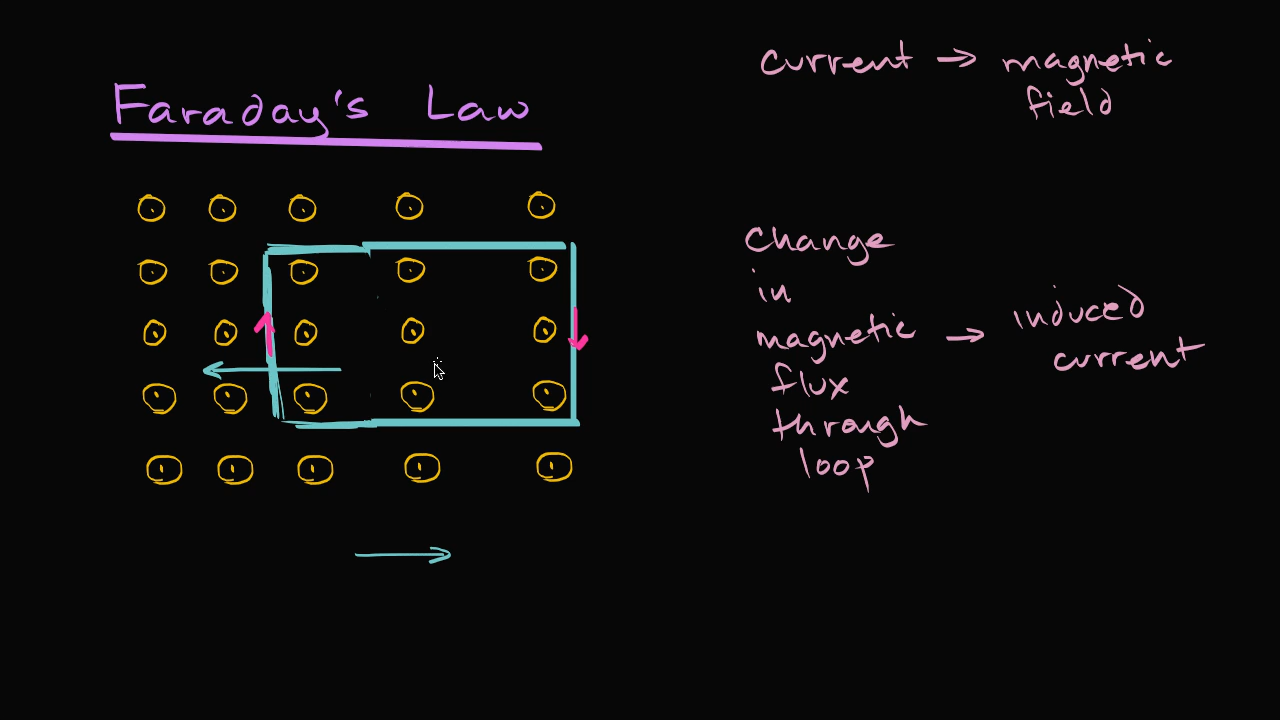 Faraday's Law
current → magnetic
field
change
in
magnetic → induced
flux current
through
loop